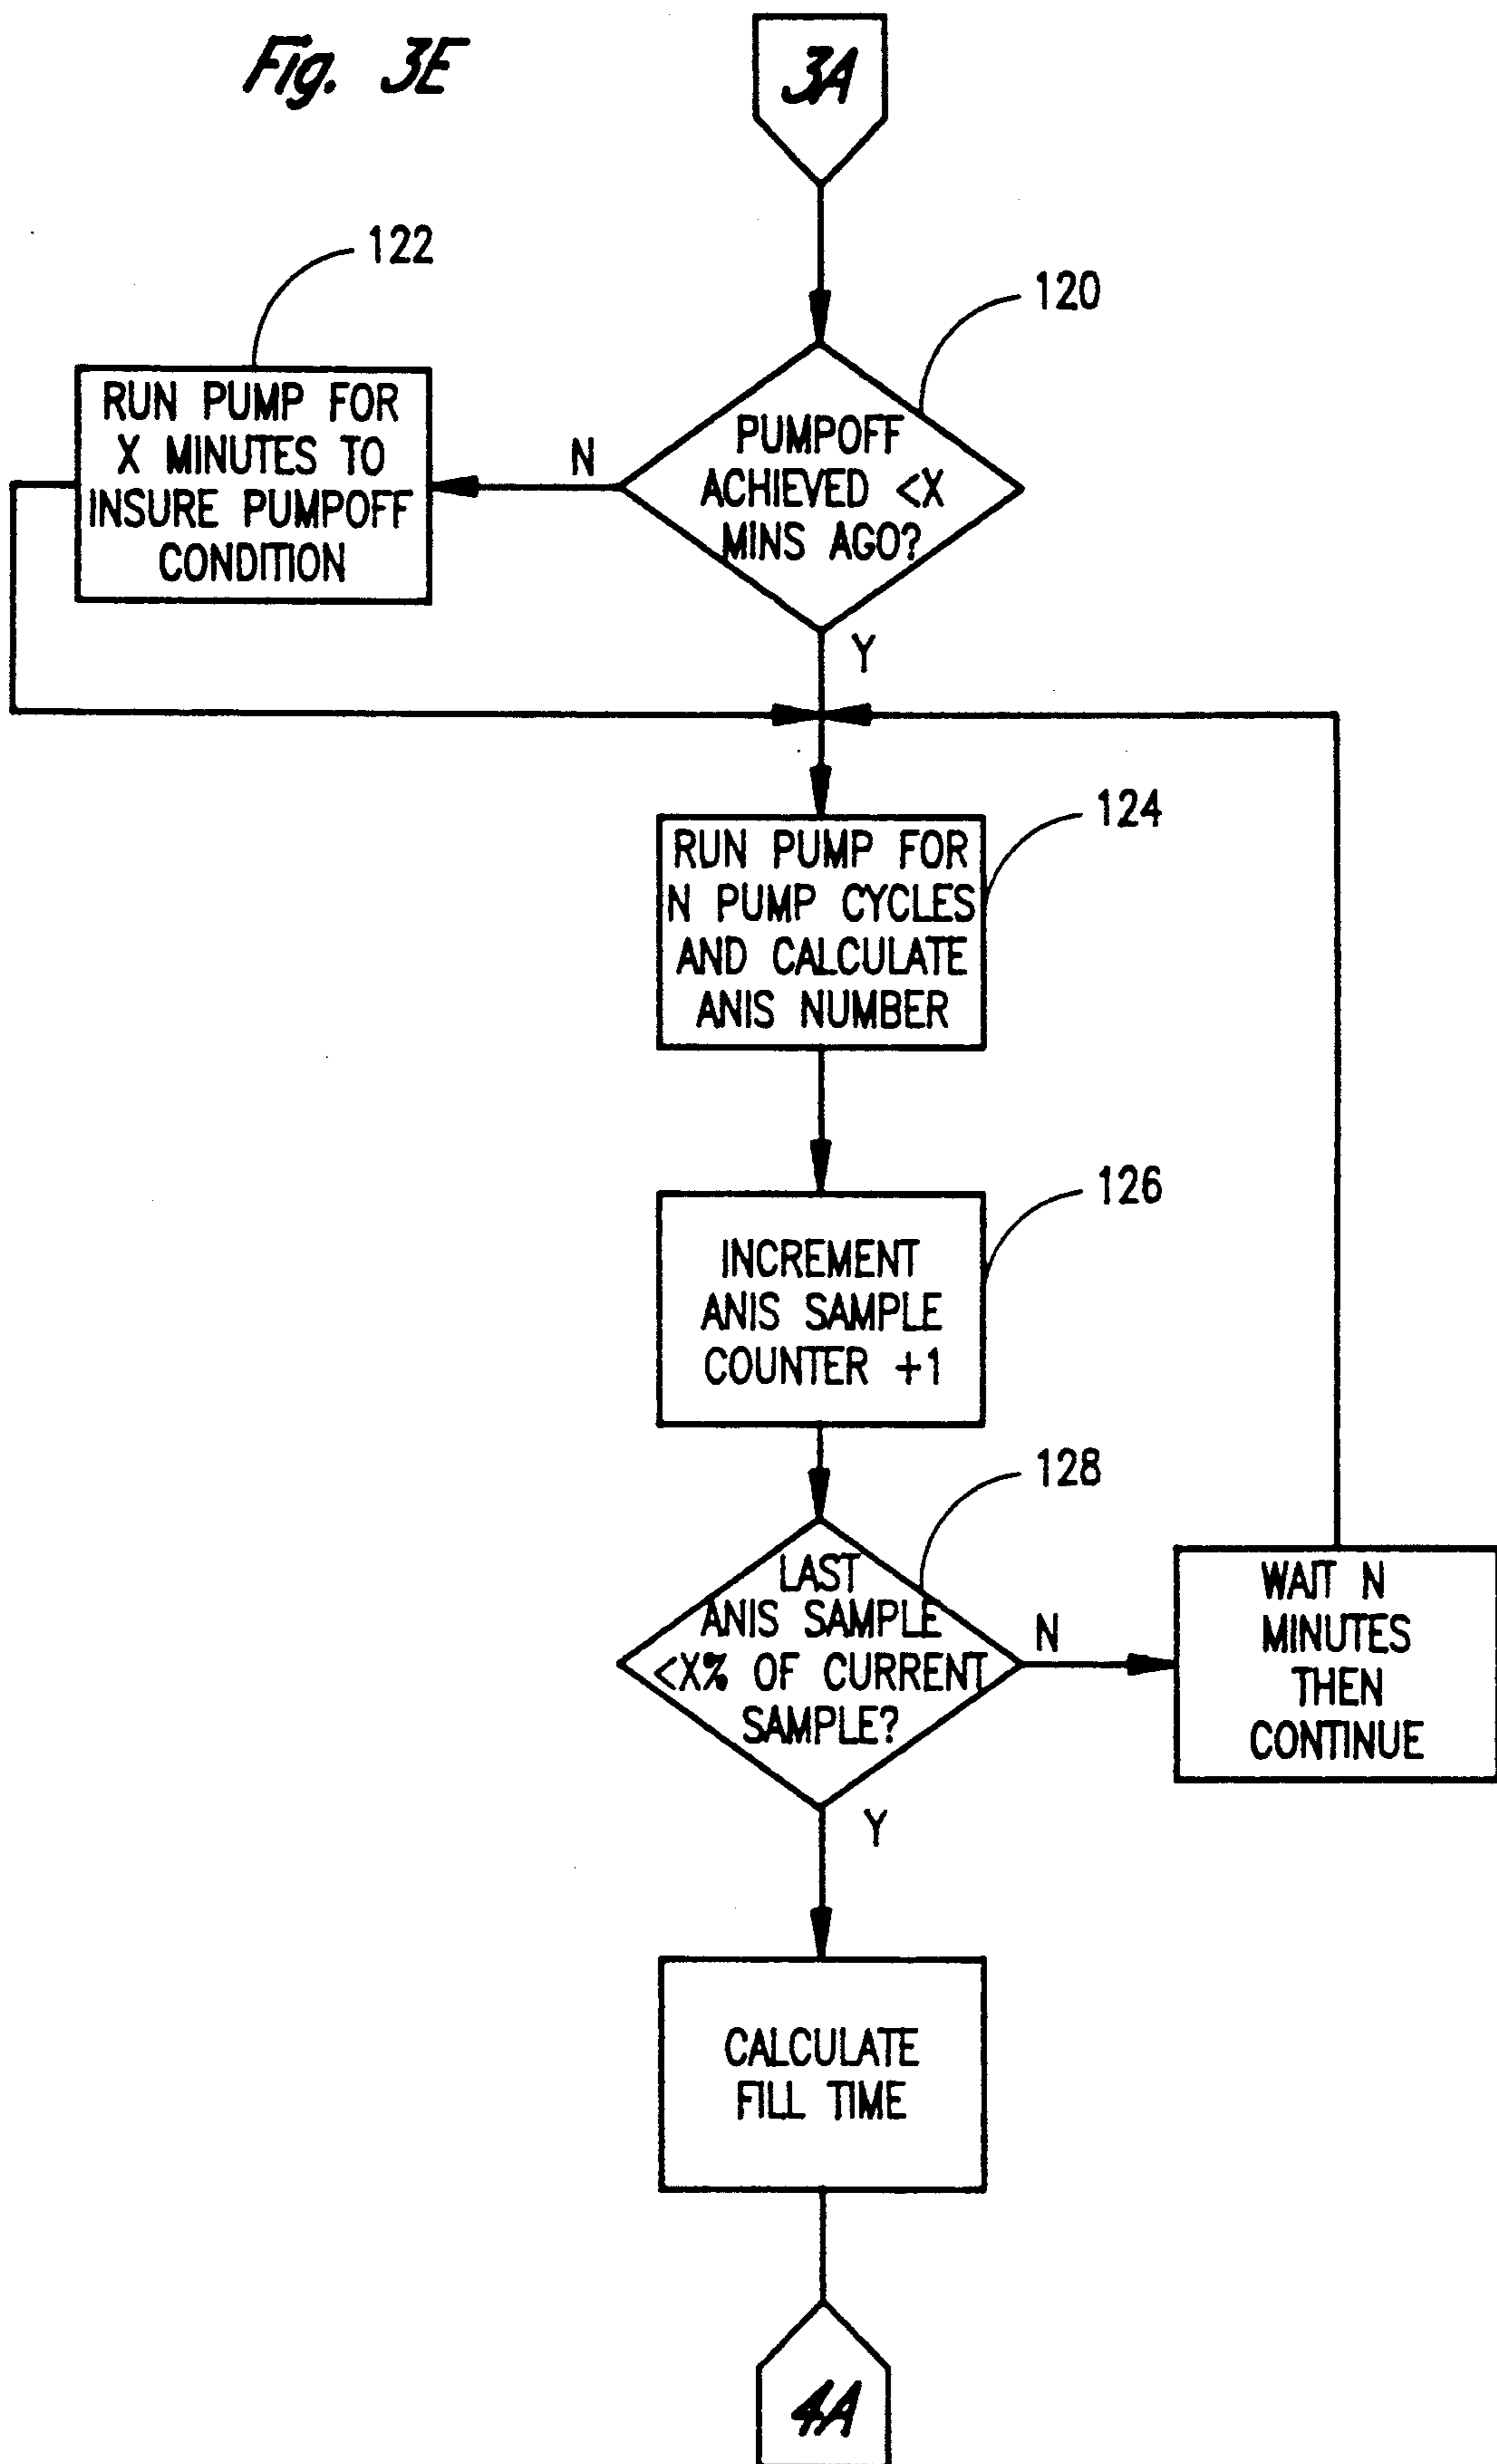 Fig. 3E
3A
122
120
RUN PUMP FOR
X MINUTES TO
INSURE PUMPOFF
CONDITION
N
PUMPOFF
ACHIEVED <X
MINS AGO?
Y
124
RUN PUMP FOR
N PUMP CYCLES
AND CALCULATE
ANIS NUMBER
126
INCREMENT
ANIS SAMPLE
COUNTER +1
128
LAST
ANIS SAMPLE
<X% OF CURRENT
SAMPLE?
N
WAIT N
MINUTES
THEN
CONTINUE
Y
CALCULATE
FILL TIME
4A